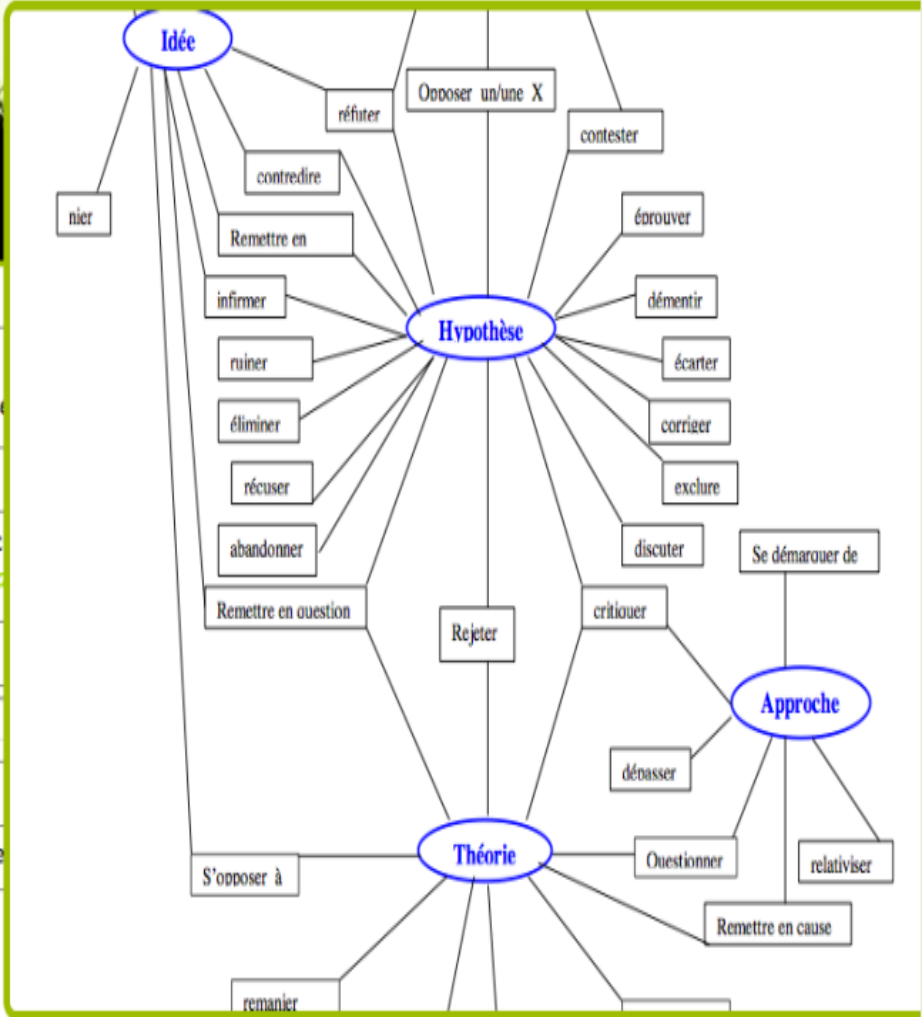 Idée
Opposer un/une X
réfuter
contester
contredire
nier
éprouver
Remettre en
infirmer
démentir
Hypothèse
ruiner
écarter
éliminer
corriger
récuser
exclure
abandonner
discuter
Se démarquer de
Remettre en question
critiquer
Rejeter
Approche
dépasser
Théorie
Questionner
relativiser
S'opposer à
Remettre en cause
remanier